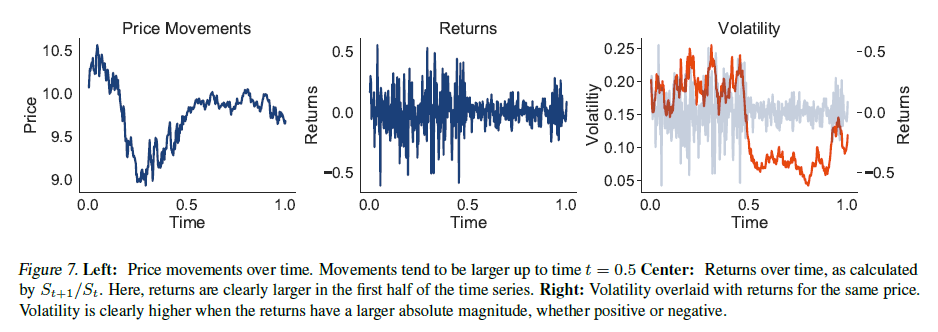 Price Movements
Returns
Volatility
Price
10.5
10.0
9.5
9.0
0.0
0.5
1.0
Time
Returns
0.5
0.0
−0.5
0.0
0.5
1.0
Time
Volatility
0.25
0.20
0.15
0.10
0.05
0.0
0.5
1.0
Time
0.5
0.0
−0.5
Returns
Figure 7. Left: Price movements over time. Movements tend to be larger up to time t = 0.5 Center: Returns over time, as calculated
by St+1/St. Here, returns are clearly larger in the first half of the time series. Right: Volatility overlaid with returns for the same price.
Volatility is clearly higher when the returns have a larger absolute magnitude, whether positive or negative.